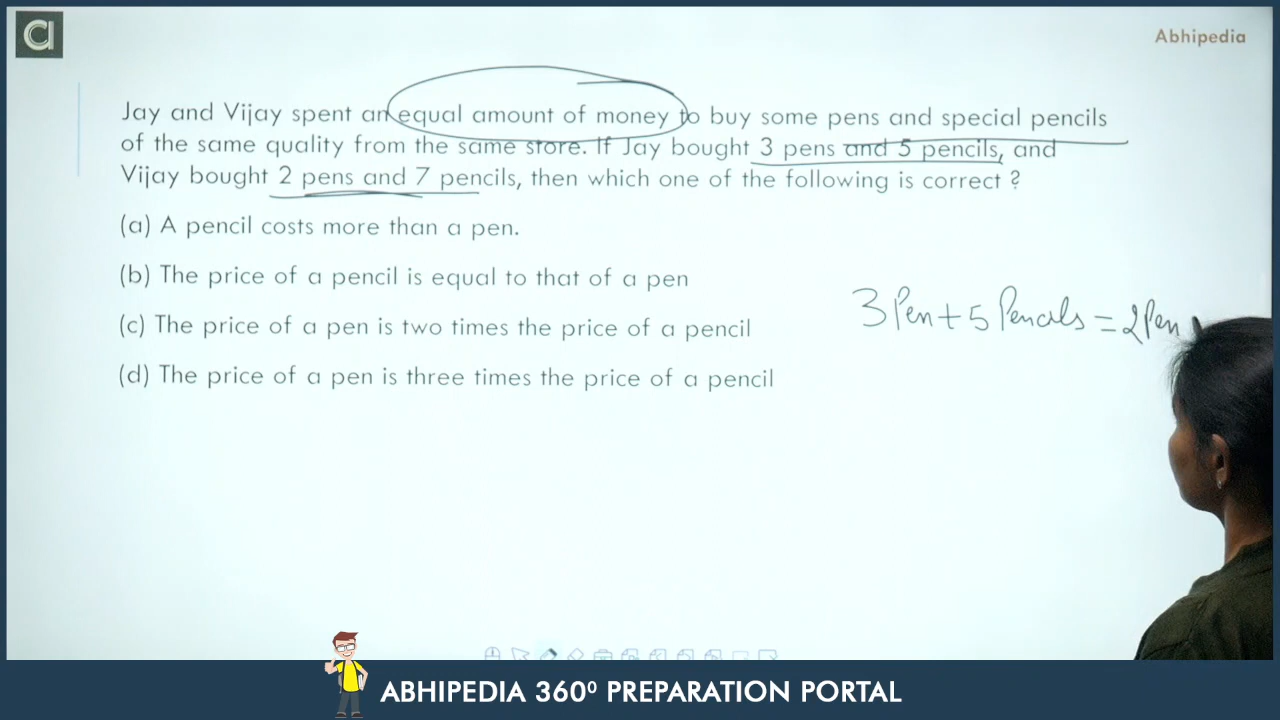 Abhipedia
Jay and Vijay spent an equal amount of money to buy some pens and special pencils
of the same quality from the same store. If Jay bought 3 pens and 5 pencils, and
Vijay bought 2 pens and 7 pencils, then which one of the following is correct ?
(a) A pencil costs more than a pen.
(b) The price of a pencil is equal to that of a pen
(c) The price of a pen is two times the price of a pencil
(d) The price of a pen is three times the price of a pencil
3 Pen + 5 Pencils = 2 Pen
ABHIPEDIA 360⁰ PREPARATION PORTAL